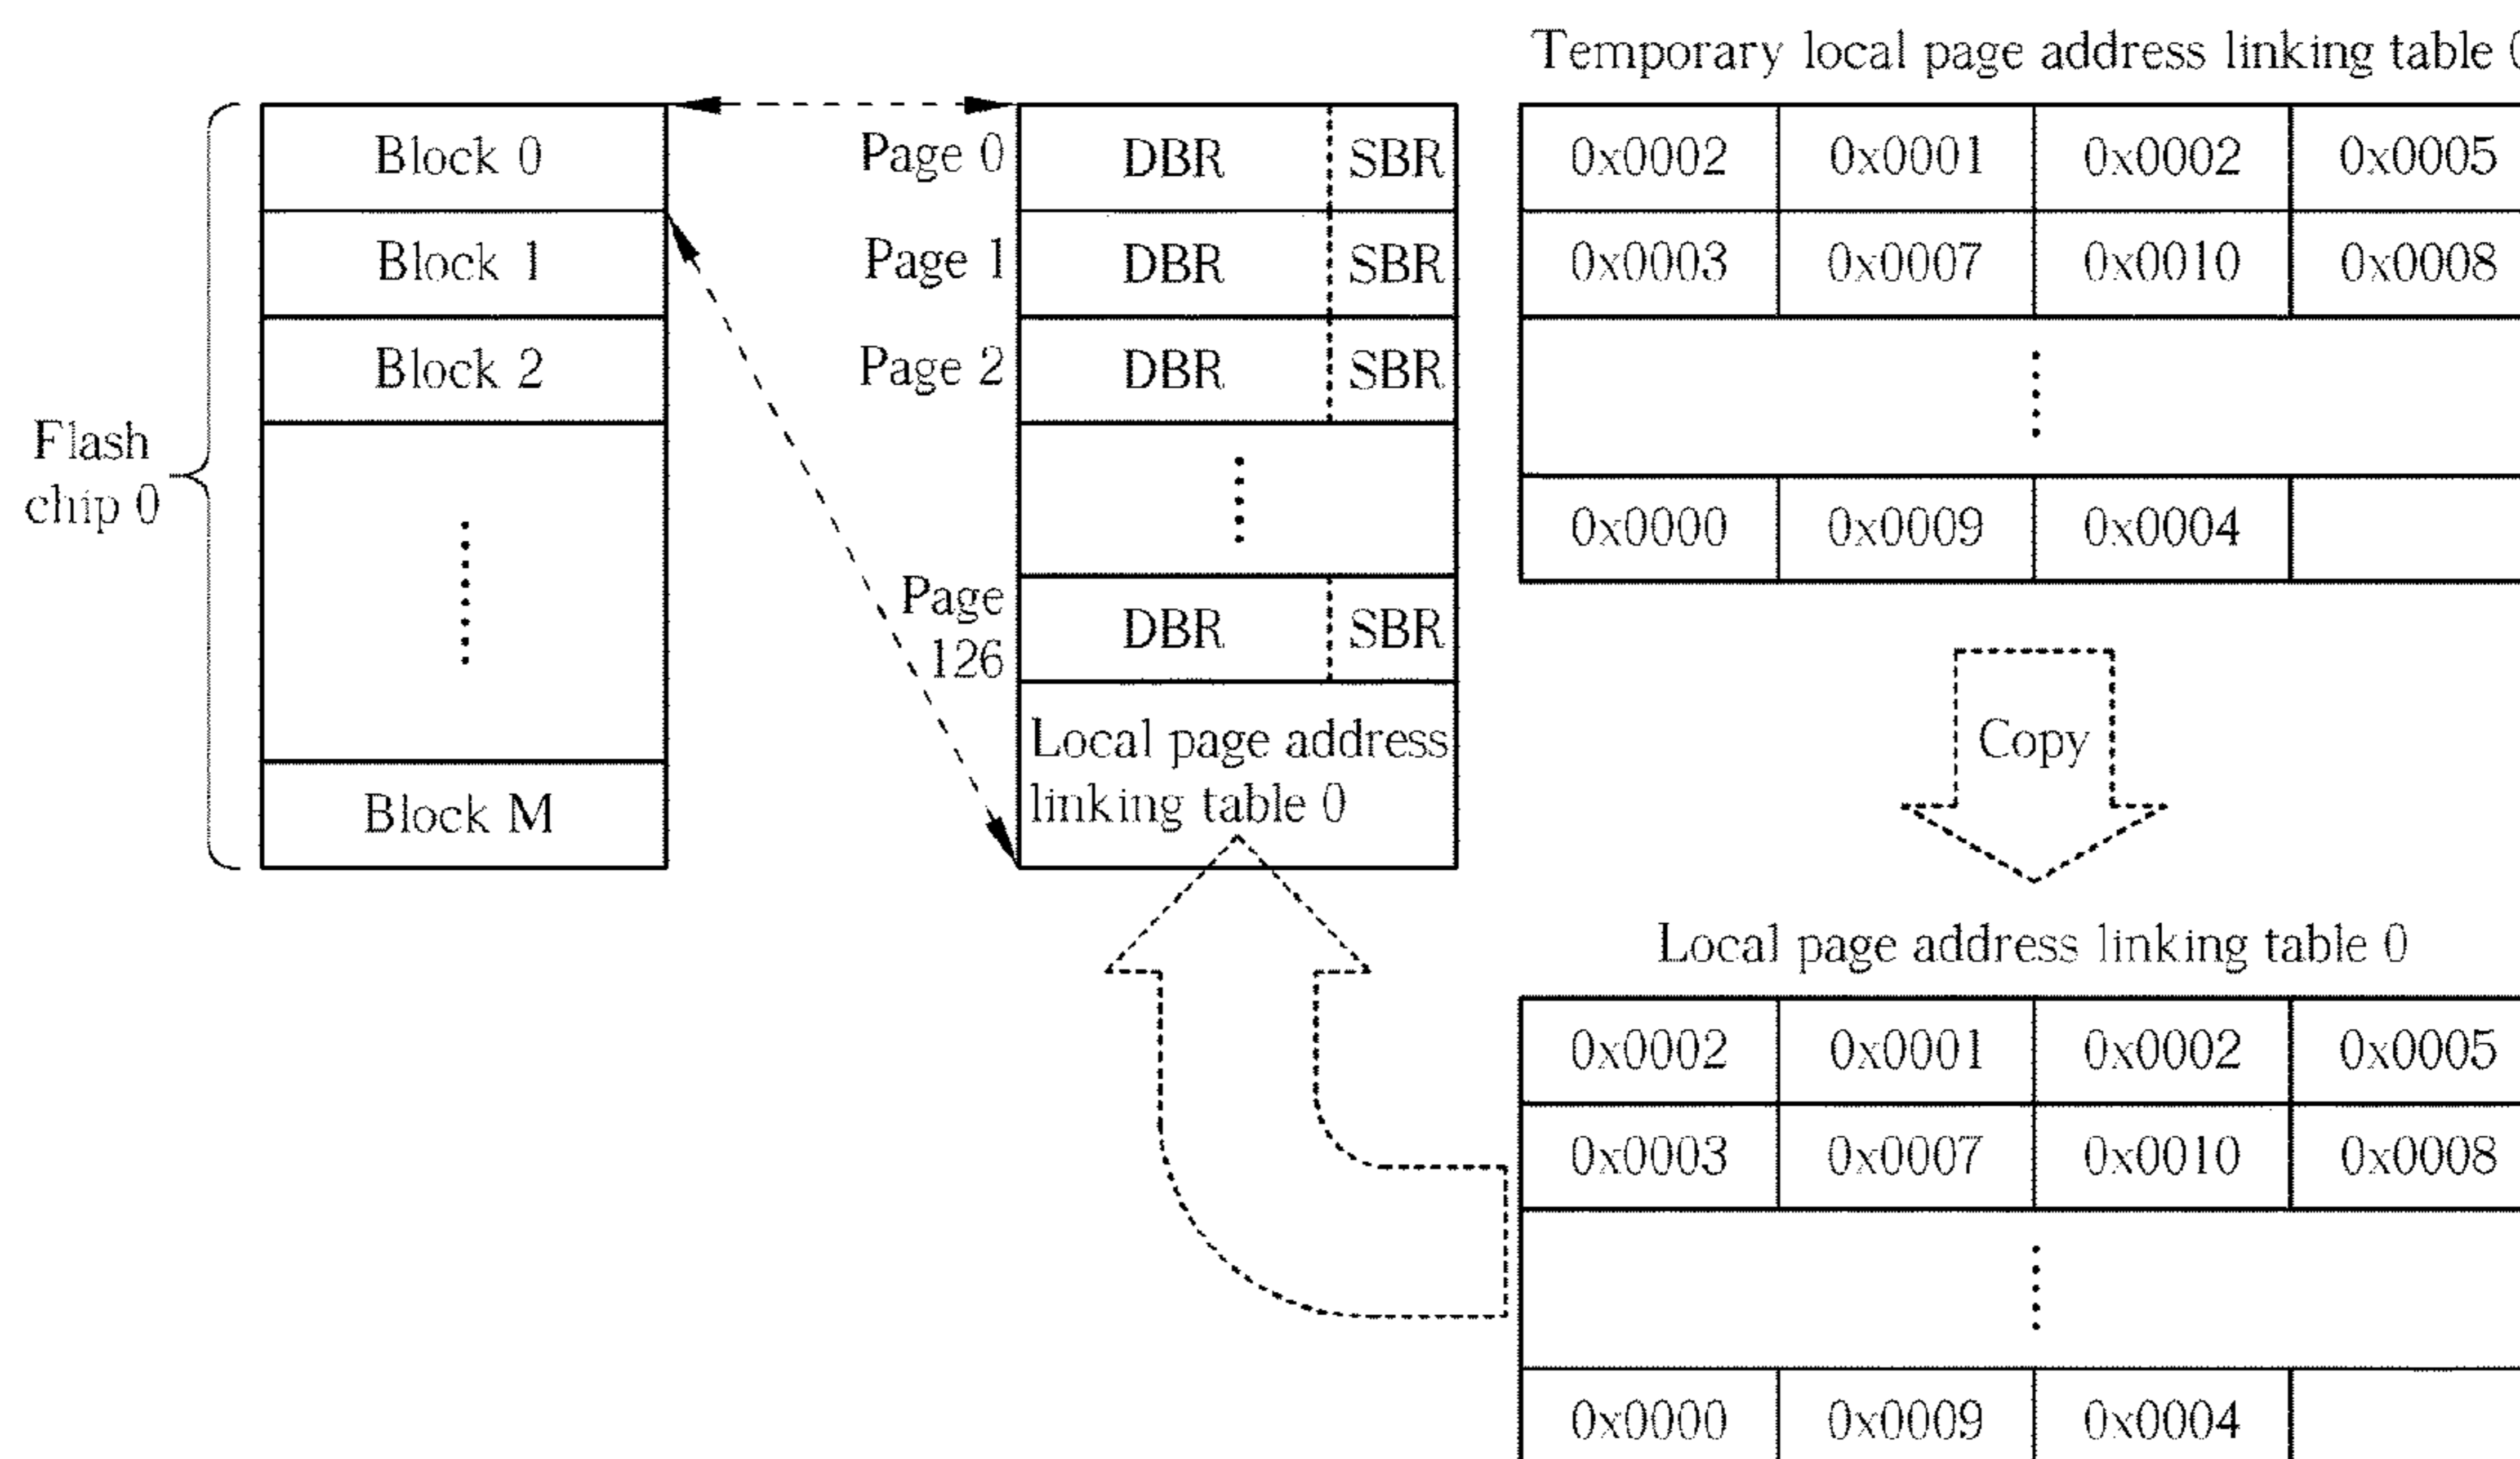 Temporary local page address linking table 0
Flash
chip 0
Block 0
Block 1
Block 2
Block M
Page 0 DBR SBR
Page 1 DBR SBR
Page 2 DBR SBR
Page
126
DBR SBR
Local page address
linking table 0
0x0002 0x0001 0x0002 0x0005
0x0003 0x0007 0x0010 0x0008
0x0000 0x0009 0x0004
Copy
Local page address linking table 0
0x0002 0x0001 0x0002 0x0005
0x0003 0x0007 0x0010 0x0008
0x0000 0x0009 0x0004